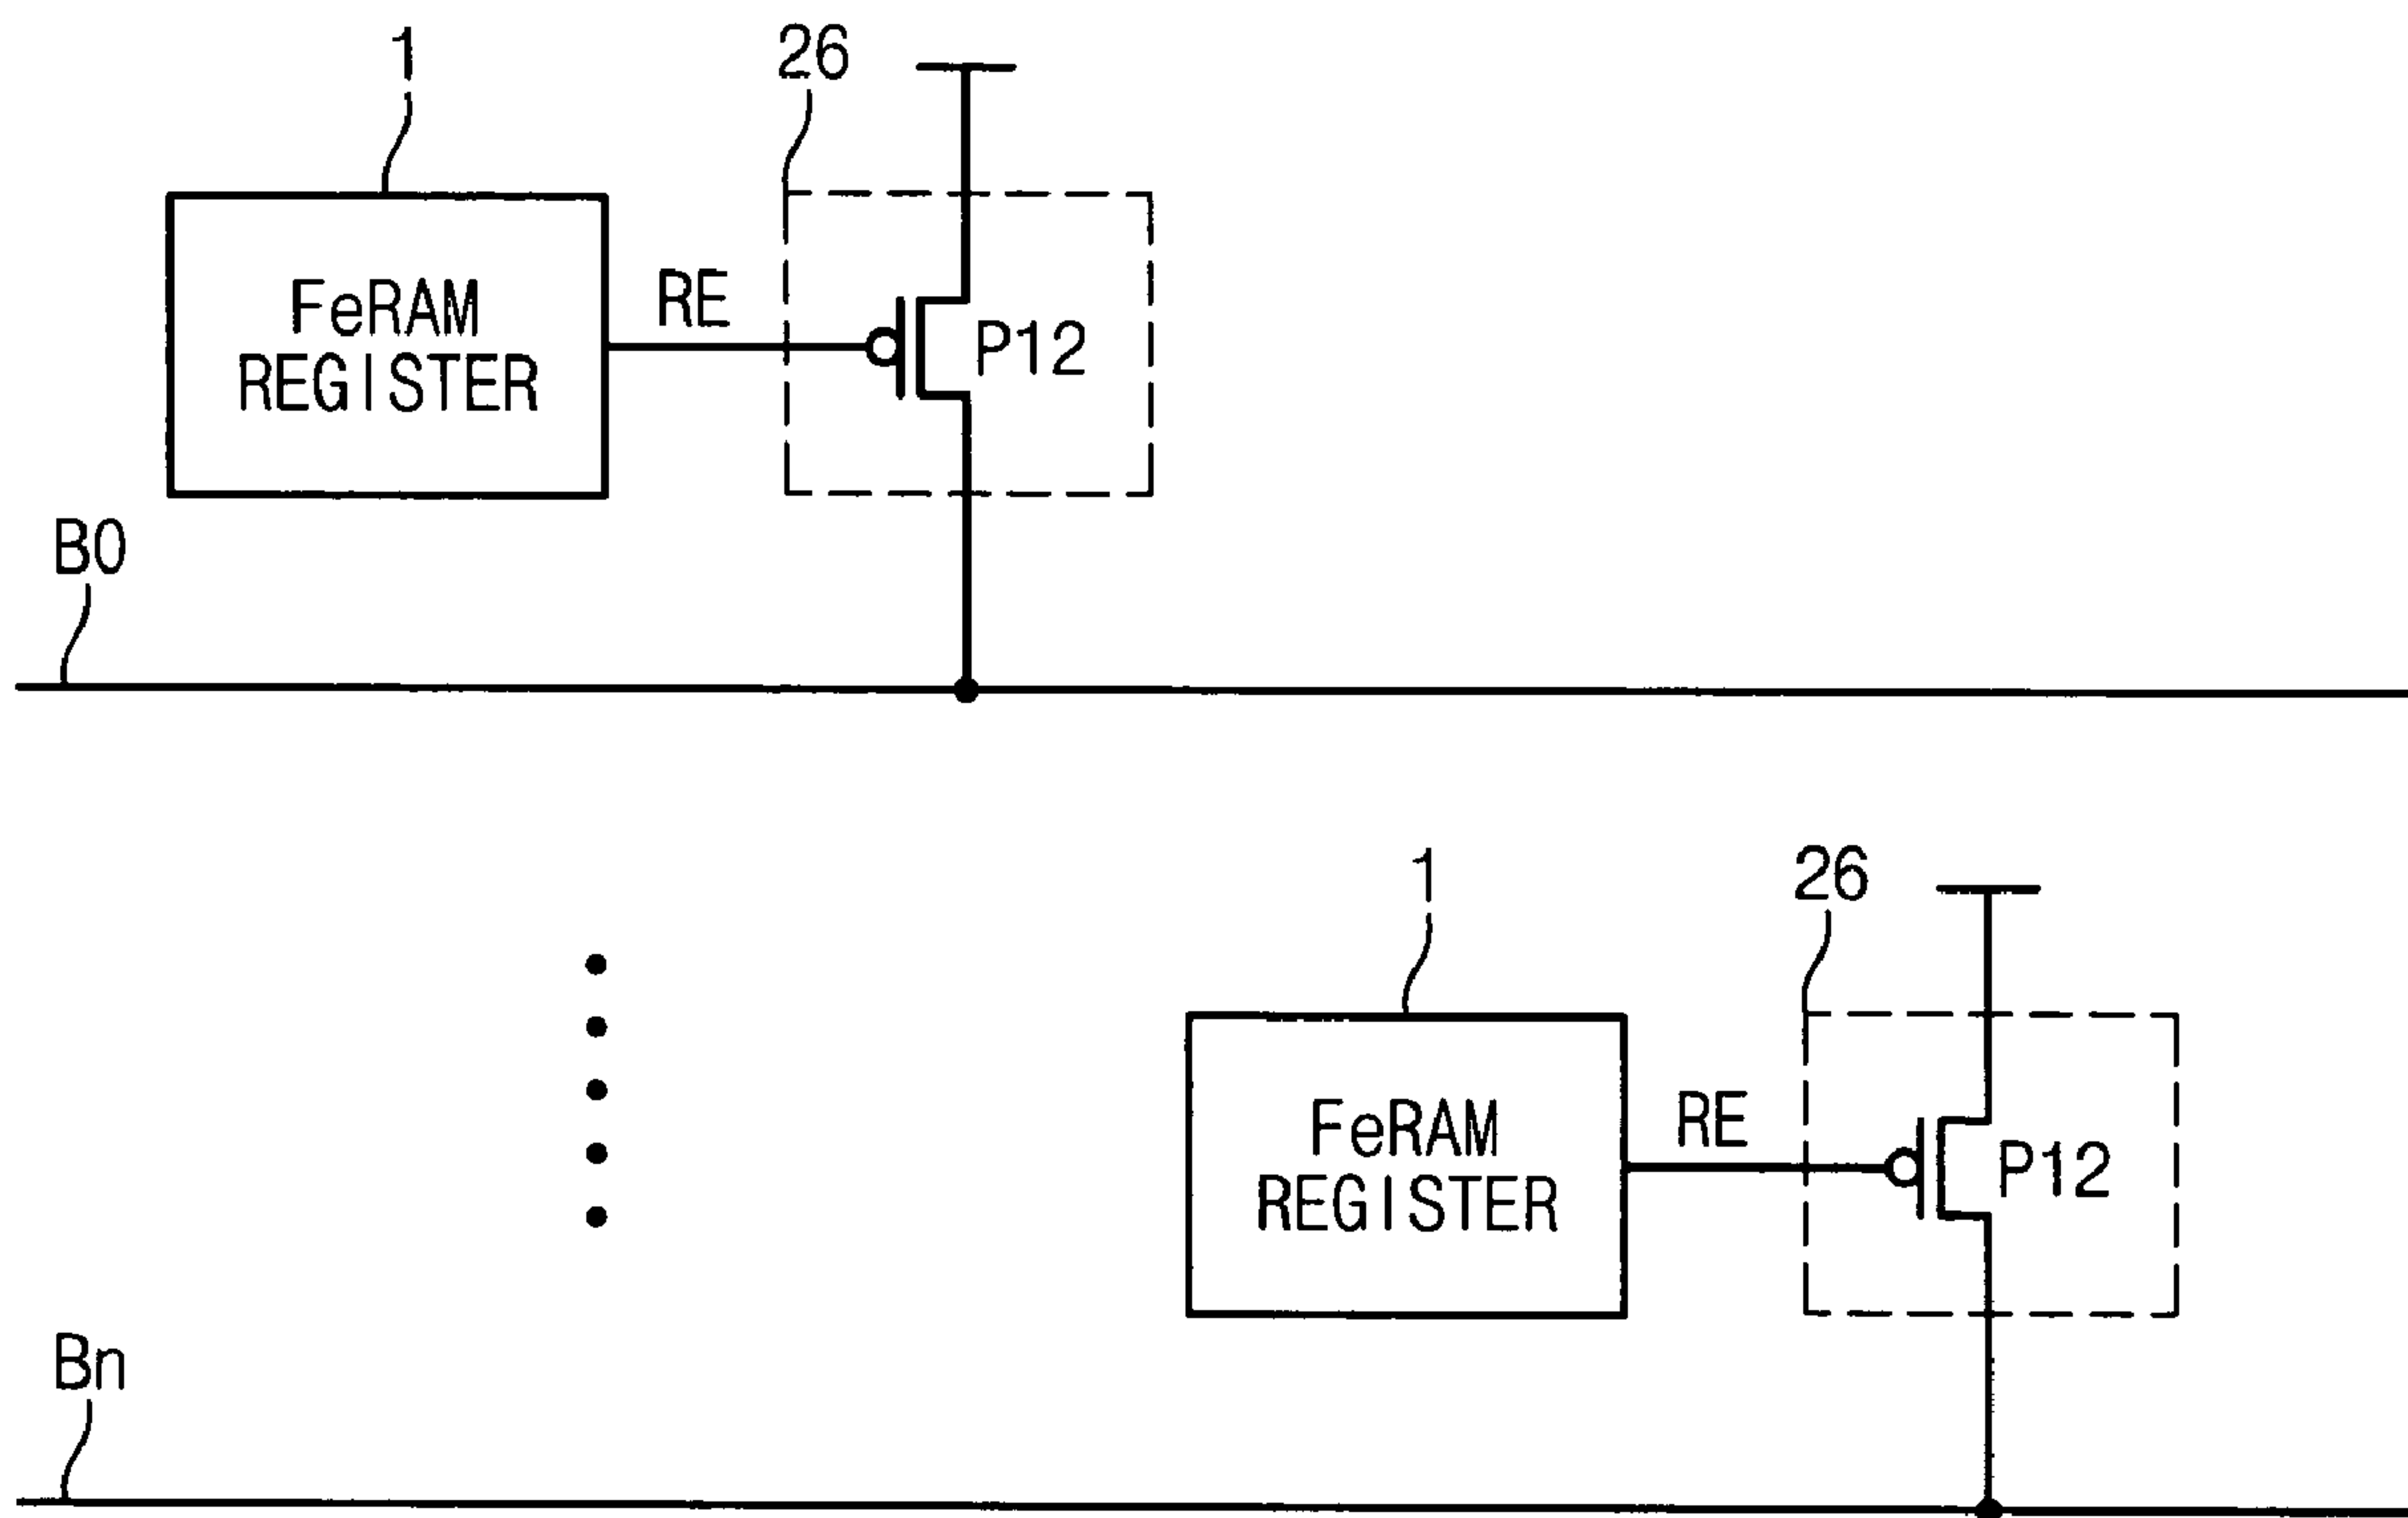 1
26
FeRAM
REGISTER
RE
P12
B0
1
26
FeRAM
REGISTER
RE
P12
Bn